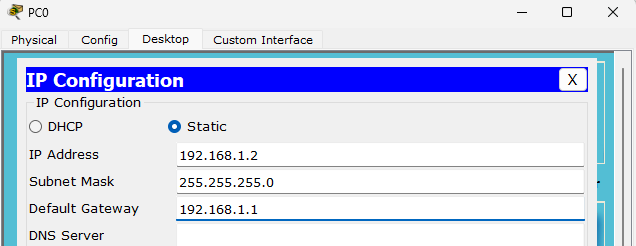 PC0
Physical Config Desktop Custom Interface
IP Configuration X
IP Configuration
DHCP Static
IP Address 192.168.1.2
Subnet Mask 255.255.255.0
Default Gateway 192.168.1.1
DNS Server